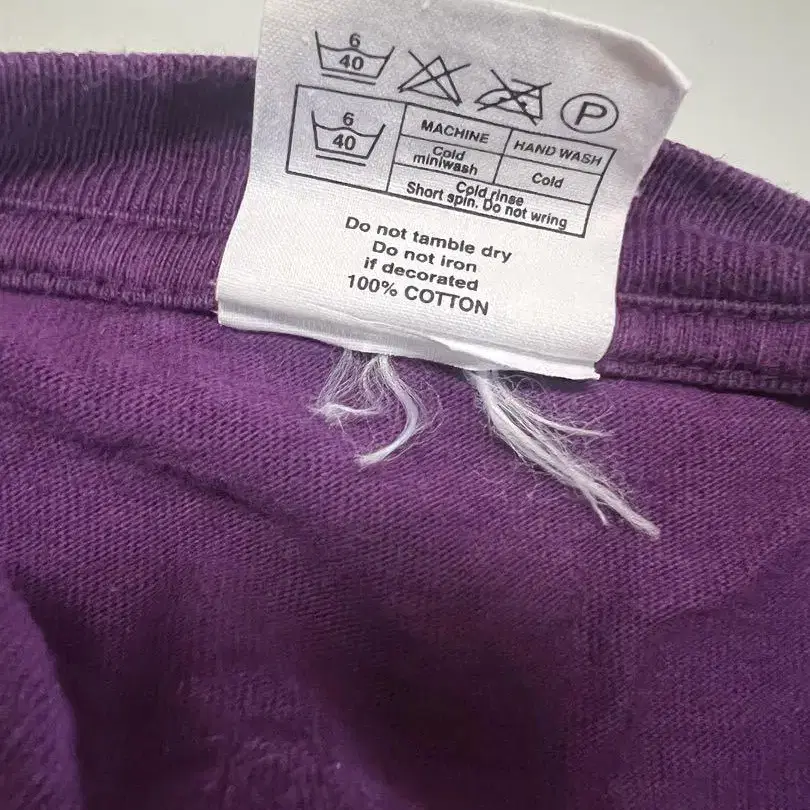 6
40
P
6
40
MACHINE HAND WASH
Cold
miniwash
Cold
Cold rinse
Short spin. Do not wring
Do not tamble dry
Do not iron
if decorated
100% COTTON